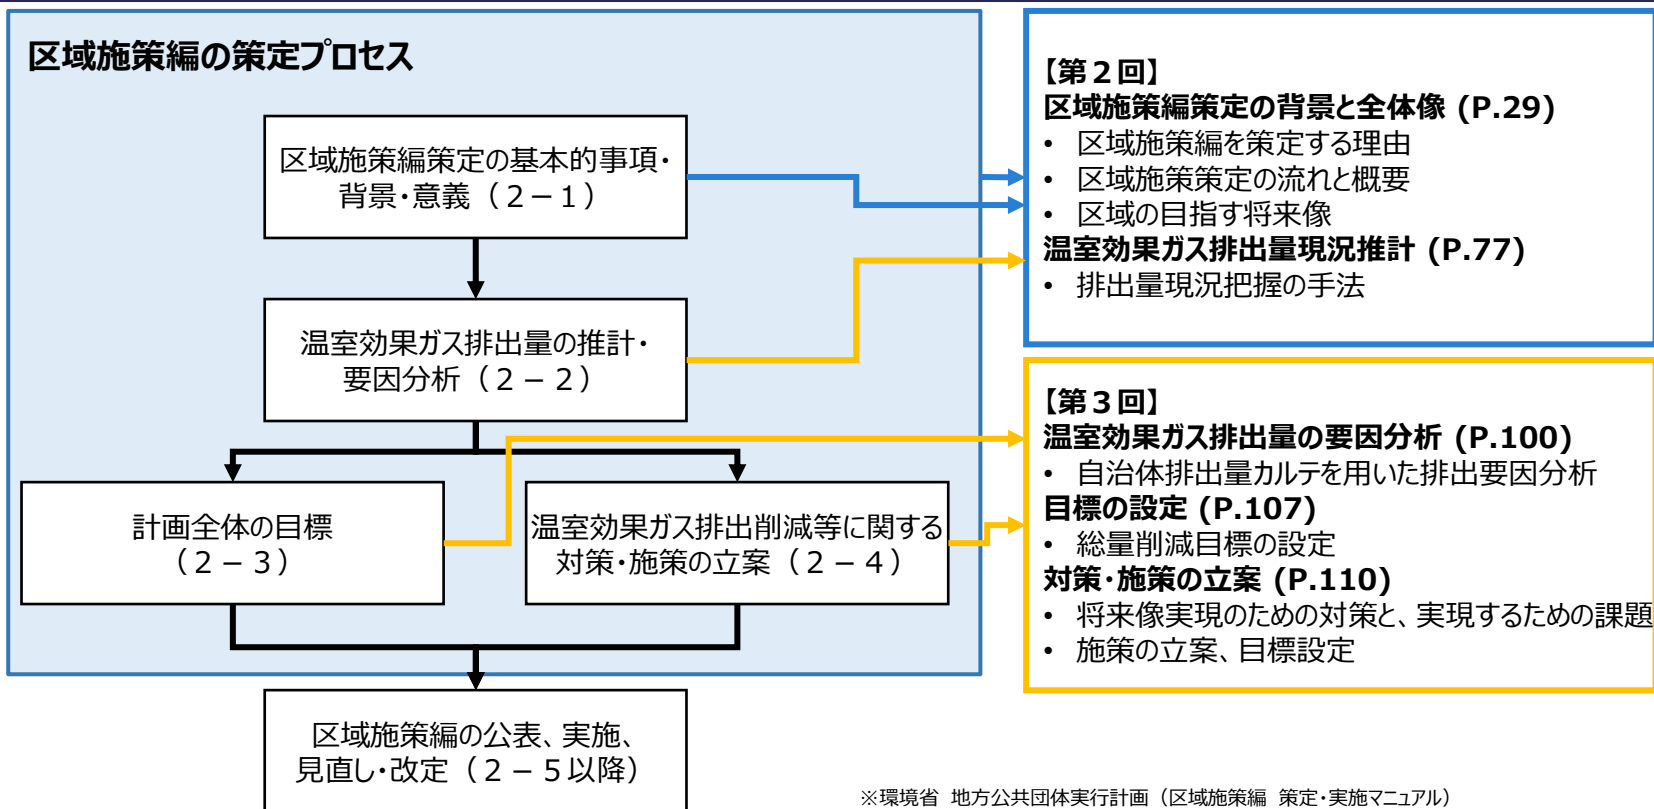 区域施策編の策定プロセス
区域施策編策定の基本的事項・
背景・意義（２－１）
温室効果ガス排出量の推計・
要因分析（２－２）
計画全体の目標
（２－３）
温室効果ガス排出削減等に関する
対策・施策の立案（２－４）
区域施策編の公表、実施、
見直し・改定（２－５以降）
【第２回】
区域施策編策定の背景と全体像 (P.29)
• 区域施策編を策定する理由
• 区域施策策定の流れと概要
• 区域の目指す将来像
温室効果ガス排出量現況推計 (P.77)
• 排出量現況把握の手法
【第３回】
温室効果ガス排出量の要因分析 (P.100)
• 自治体排出量カルテを用いた排出要因分析
目標の設定 (P.107)
• 総量削減目標の設定
対策・施策の立案 (P.110)
• 将来像実現のための対策と、実現するための課題
• 施策の立案、目標設定
※環境省 地方公共団体実行計画（区域施策編 策定・実施マニュアル）